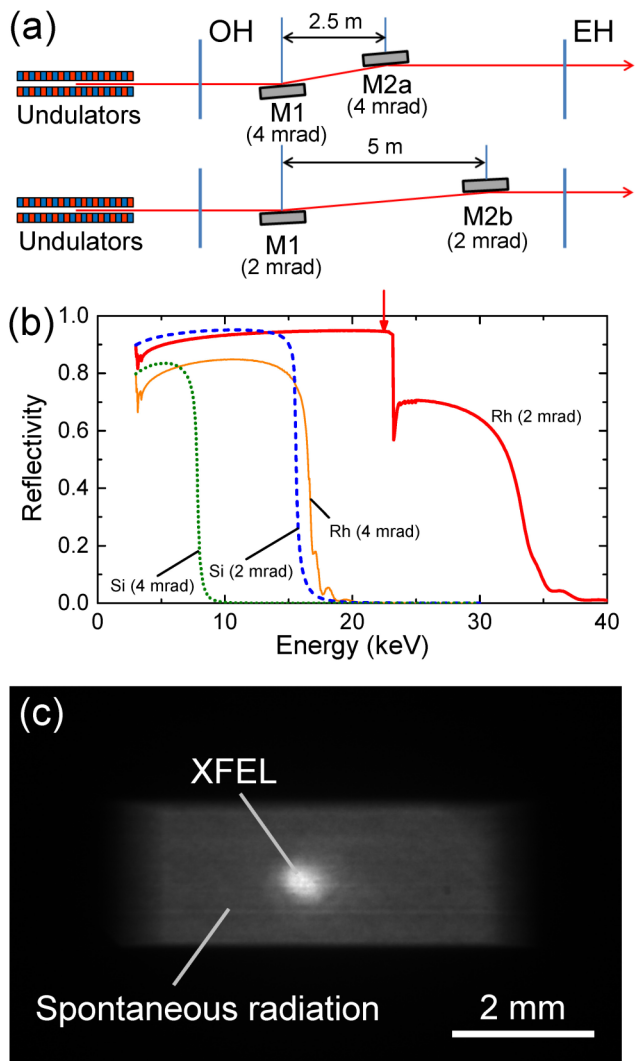 (a)
OH
2.5 m
EH
Undulators
M1
(4 mrad)
M2a
(4 mrad)
5 m
Undulators
M1
(2 mrad)
M2b
(2 mrad)
(b)
1.0
0.8
0.6
0.4
0.2
0.0
Reflectivity
Rh (2 mrad)
Rh (4 mrad)
Si (4 mrad)
Si (2 mrad)
0
10
20
30
40
Energy (keV)
(c)
XFEL
Spontaneous radiation
2 mm